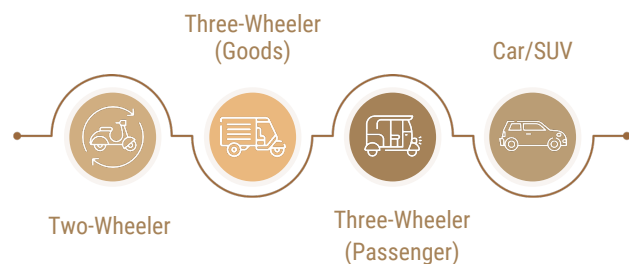 Two-Wheeler
Three-Wheeler
(Goods)
Three-Wheeler
(Passenger)
Car/SUV